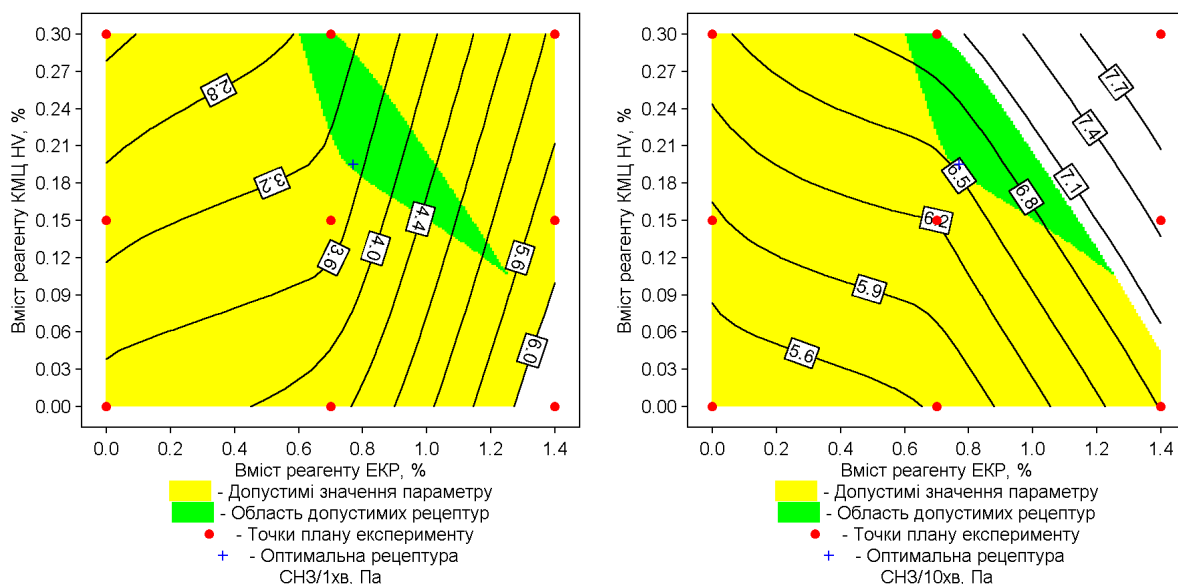 Вміст реагенту КМЦ HV, %
0.30
0.27
0.24
0.21
0.18
0.15
0.12
0.09
0.06
0.03
0.00
2.8
3.2
3.6
4.0
4.4
5.6
6.0
0.0 0.2 0.4 0.6 0.8 1.0 1.2 1.4
Вміст реагенту ЕКР, %
- Допустимі значення параметру
- Область допустимих рецептур
- Точки плану експерименту
- Оптимальна рецептура
СНЗ/1хв, Па
Вміст реагенту КМЦ HV, %
0.30
0.27
0.24
0.21
0.18
0.15
0.12
0.09
0.06
0.03
0.00
7.7
7.4
7.1
6.5
6.8
6.2
5.9
5.6
0.0 0.2 0.4 0.6 0.8 1.0 1.2 1.4
Вміст реагенту ЕКР, %
- Допустимі значення параметру
- Область допустимих рецептур
- Точки плану експерименту
- Оптимальна рецептура
СНЗ/10хв, Па